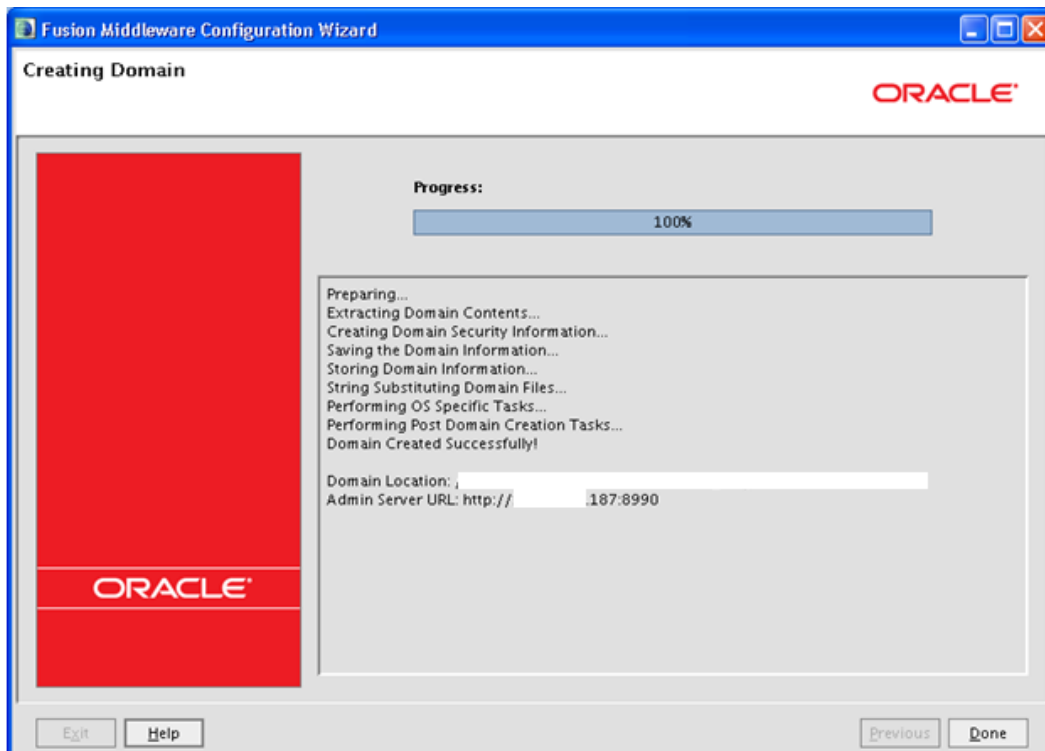 Fusion Middleware Configuration Wizard
Creating Domain
ORACLE
Progress:
100%
Preparing...
Extracting Domain Contents...
Creating Domain Security Information...
Saving the Domain Information...
Storing Domain Information...
String Substituting Domain Files...
Performing OS Specific Tasks...
Performing Post Domain Creation Tasks...
Domain Created Successfully!
Domain Location:
Admin Server URL: http:// .187:8990
ORACLE
Exit
Help
Previous
Done